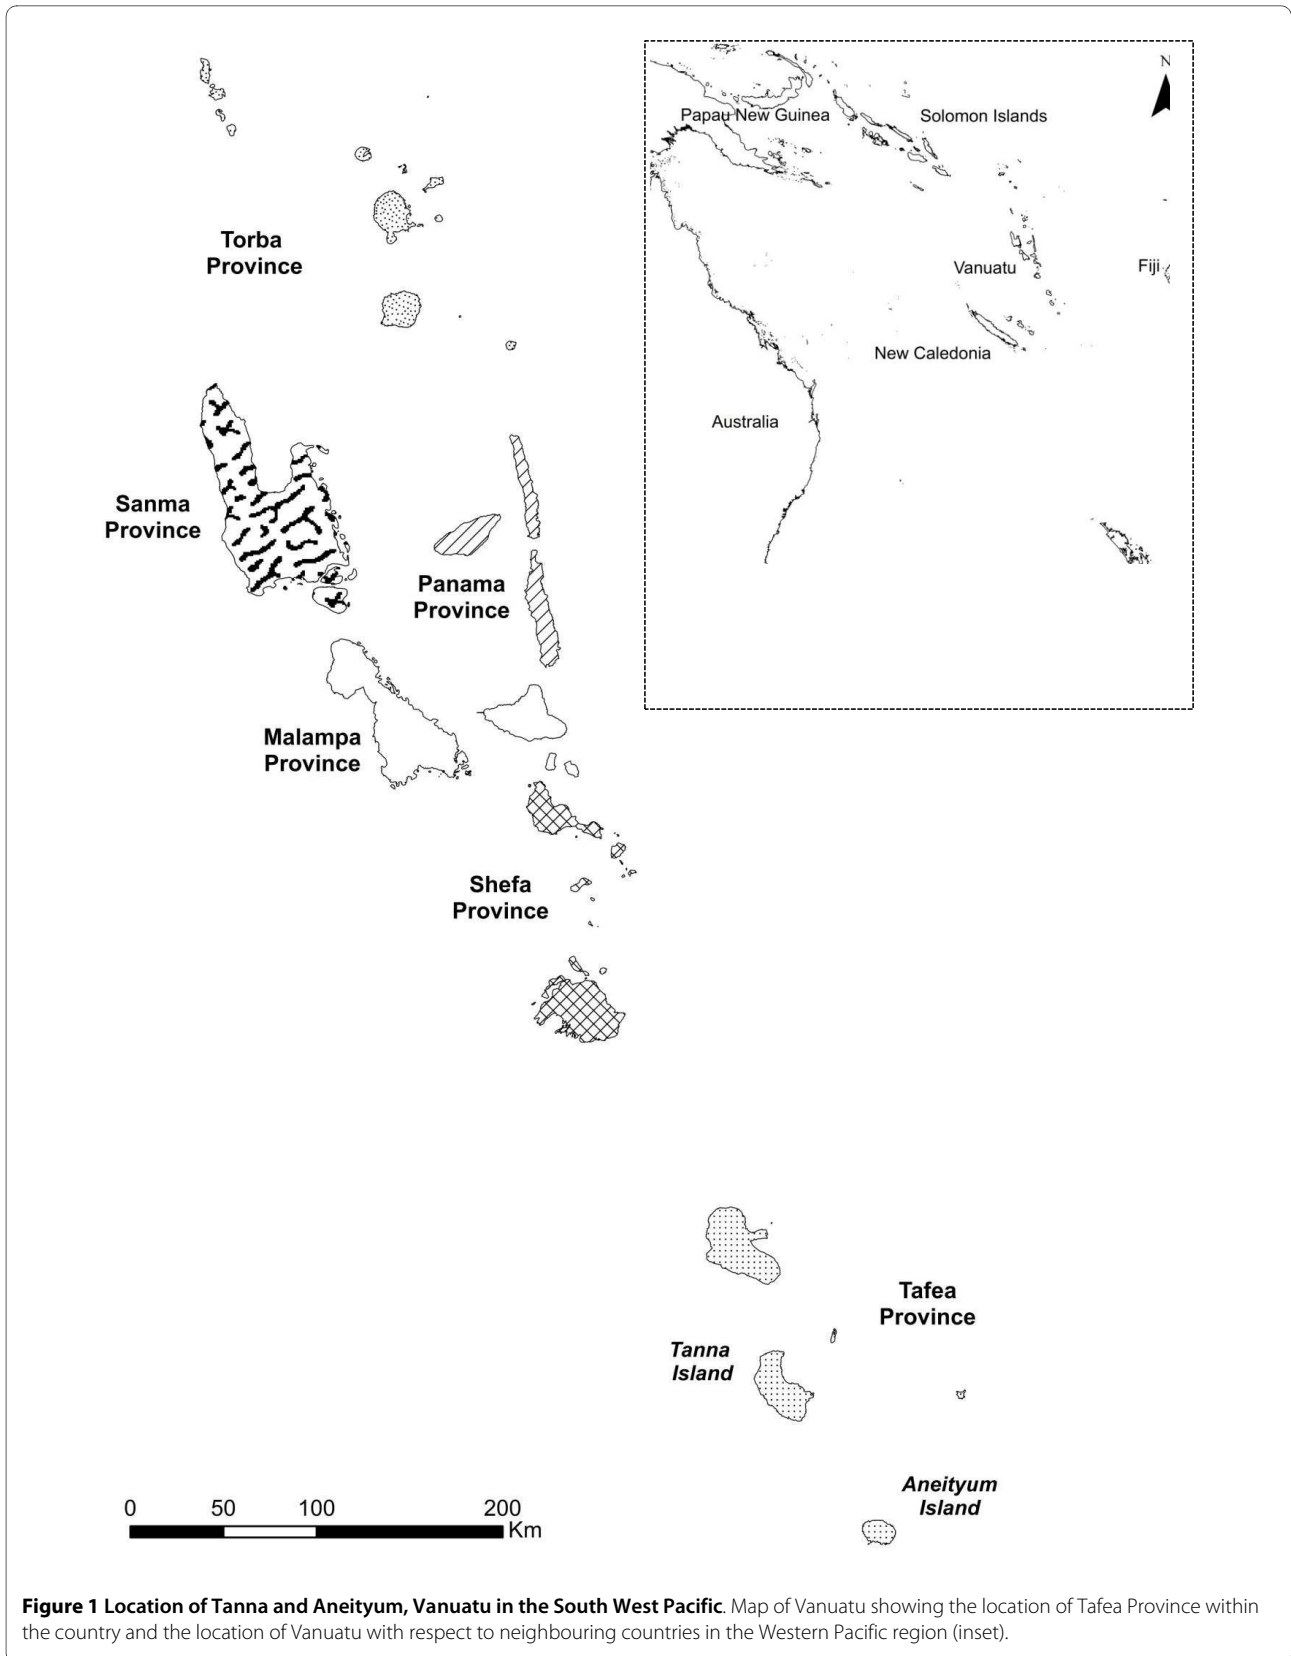 N
Papau New Guinea
Solomon Islands
Vanuatu
Fiji
New Caledonia
Australia
Torba
Province
Sanma
Province
Panama
Province
Malampa
Province
Shefa
Province
Tafea
Province
Tanna
Island
Aneityum
Island
0 50 100 200
Km
Figure 1 Location of Tanna and Aneityum, Vanuatu in the South West Pacific. Map of Vanuatu showing the location of Tafea Province within
the country and the location of Vanuatu with respect to neighbouring countries in the Western Pacific region (inset).